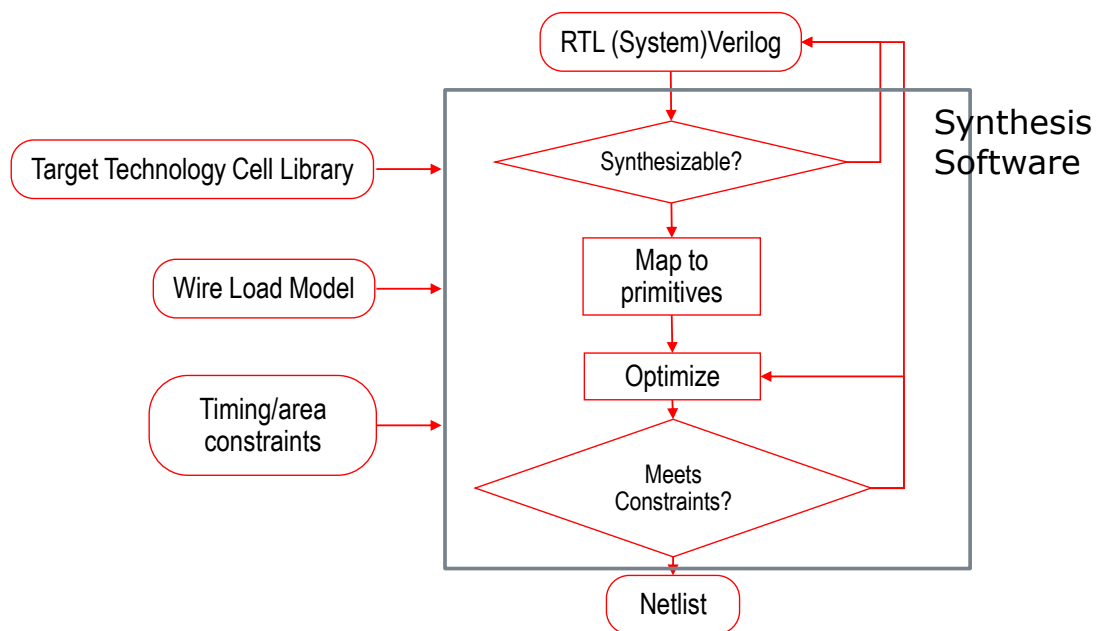 RTL (System)Verilog
Synthesis
Software
Synthesizable?
Target Technology Cell Library
Map to
primitives
Wire Load Model
Optimize
Timing/area
constraints
Meets
Constraints?
Netlist